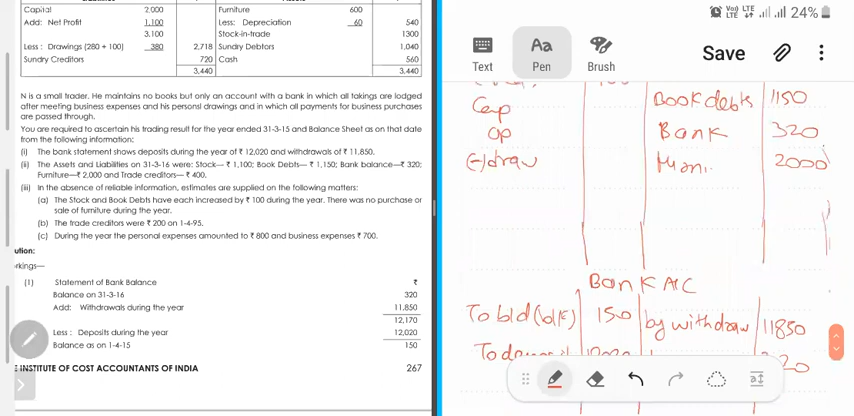 24%
Text
Pen
Brush
Save
Capital 2.000 Furniture 600
Add: Net Profit 1,100 Less: Depreciation 60 540
3.100 Stock-in-trade 1300
Less : Drawings (280 + 100) 380 2,718 Sundry Debtors 1,040
Sundry Creditors 720 Cash 560
3,440 3,440
N is a small trader. He maintains no books but only an account with a bank in which all takings are lodged
after meeting business expenses and his personal drawings and in which all payments for business purchases
are passed through.
You are required to ascertain his trading result for the year ended 31-3-15 and Balance Sheet as on that date
from the following information:
(i) The bank statement shows deposits during the year of ₹ 12,020 and withdrawals of ₹ 11,850.
(ii) The Assets and Liabilities on 31-3-16 were: Stock— ₹ 1,100; Book Debts— ₹ 1,150; Bank balance—₹ 320;
Furniture—₹ 2,000 and Trade creditors— ₹ 400.
(iii) In the absence of reliable information, estimates are supplied on the following matters:
(a) The Stock and Book Debts have each increased by ₹ 100 during the year. There was no purchase or
sale of furniture during the year.
(b) The trade creditors were ₹ 200 on 1-4-95.
(c) During the year the personal expenses amounted to ₹ 800 and business expenses ₹ 700.
ution:
rkings—
(1) Statement of Bank Balance ₹
Balance on 31-3-16 320
Add: Withdrawals during the year 11,850
12,170
Less : Deposits during the year 12,020
Balance as on 1-4-15 150
E INSTITUTE OF COST ACCOUNTANTS OF INDIA 267
Cap Book debts 1150
OP Bank 320
(-) draw 2000
Bank A/C
To bld (b/f) 150 by withdraw 11850